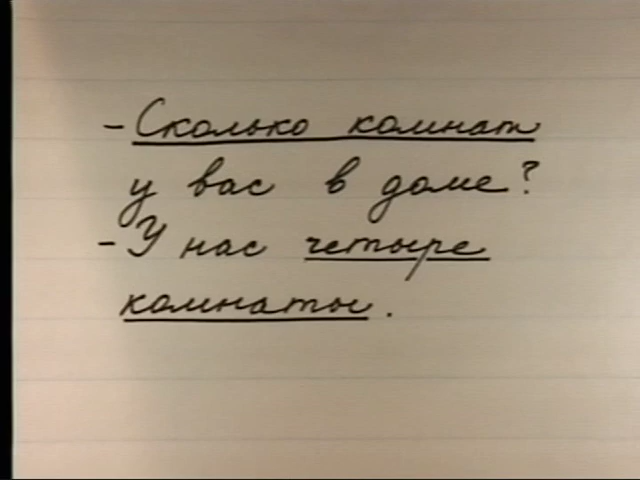 - Сколько комнат
у вас в доме?
- У нас четыре
комнаты.